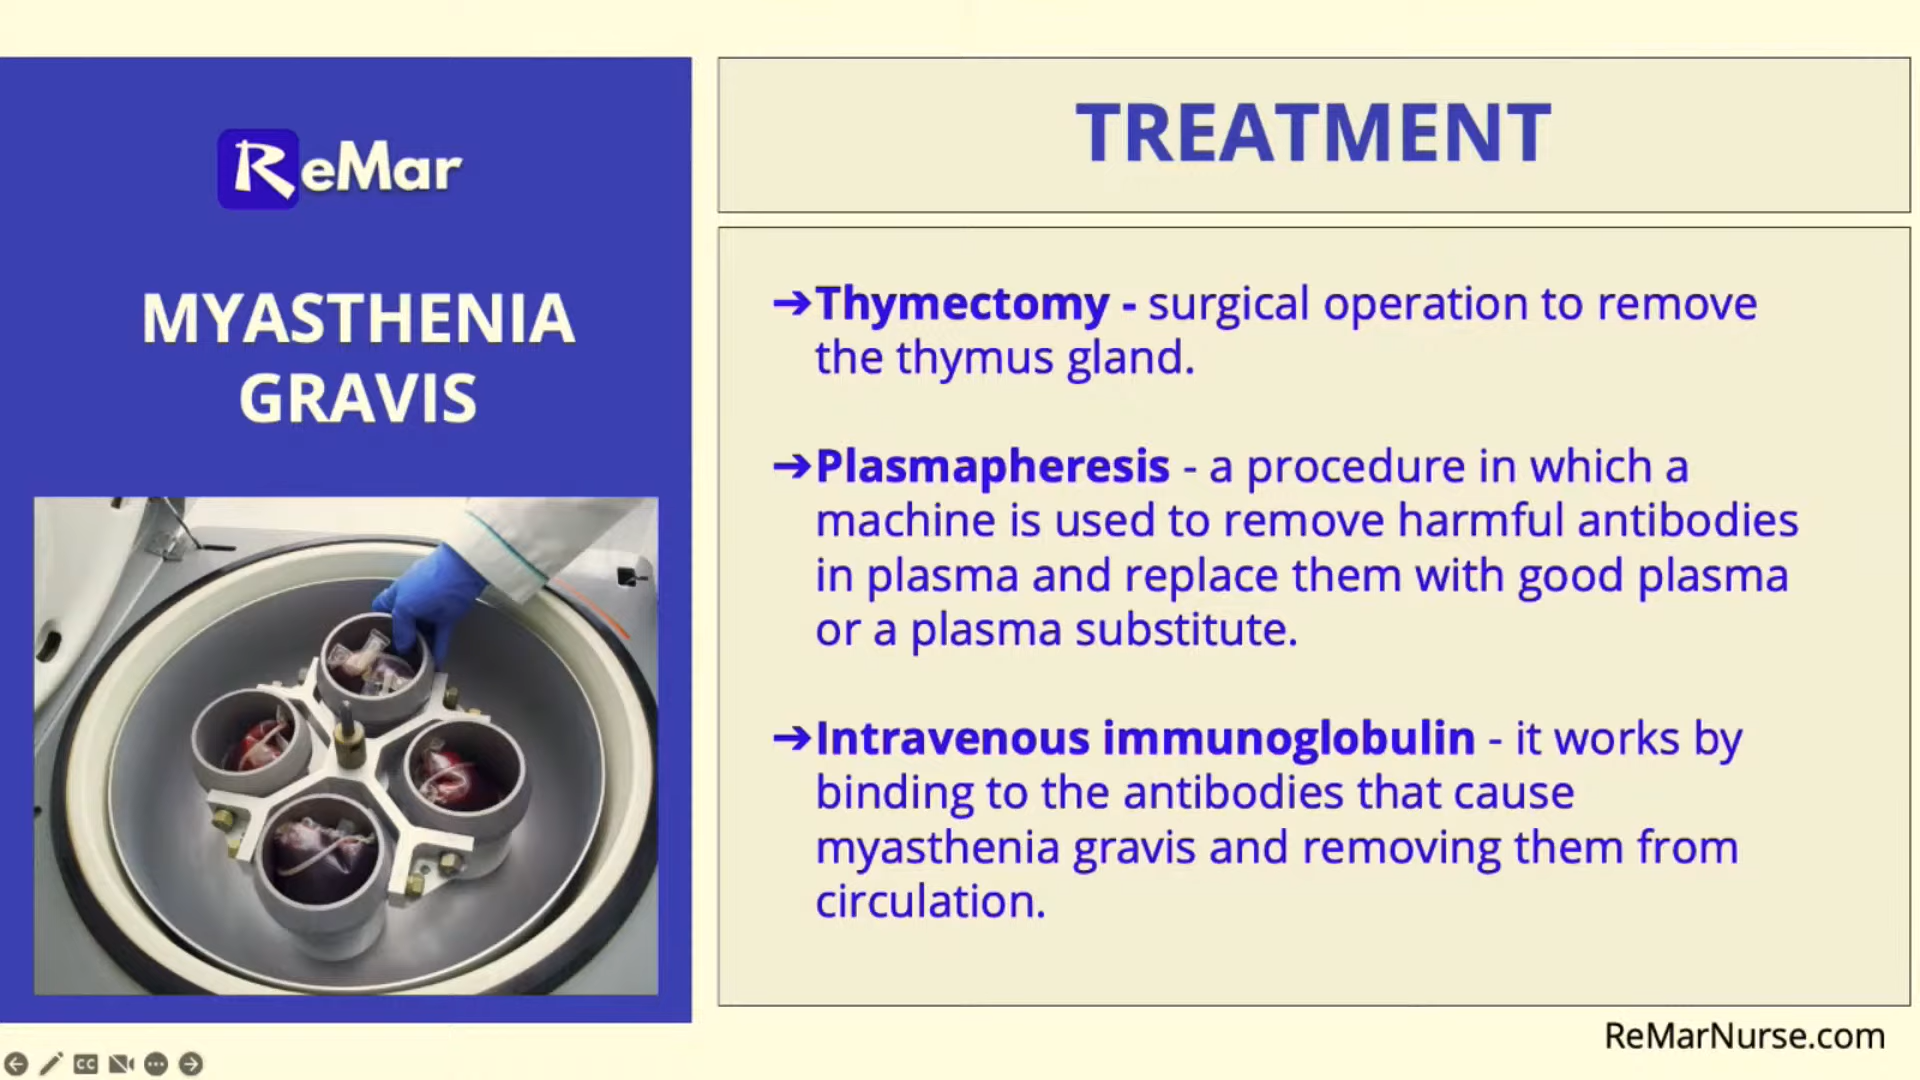 ReMar
MYASTHENIA
GRAVIS
TREATMENT
➔Thymectomy - surgical operation to remove
the thymus gland.
➔Plasmapheresis - a procedure in which a
machine is used to remove harmful antibodies
in plasma and replace them with good plasma
or a plasma substitute.
➔Intravenous immunoglobulin - it works by
binding to the antibodies that cause
myasthenia gravis and removing them from
circulation.
ReMarNurse.com
CC